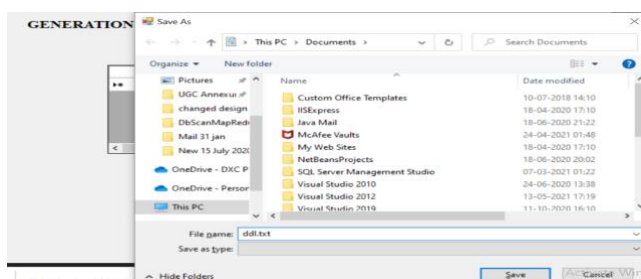 GENERATION
Save As
This PC > Documents >
Search Documents
Organize
New folder
Name
Date modified
Pictures
UGC Annexur
changed design
DbScanMapRed
Mail 31 jan
New 15 July 2020
OneDrive - DXC P
OneDrive - Person
This PC
Custom Office Templates 10-07-2018 14:10
IISExpress 18-04-2020 17:10
Java Mail 18-06-2020 21:22
McAfee Vaults 24-04-2021 01:48
My Web Sites 18-04-2020 17:10
NetBeansProjects 18-06-2020 20:02
SQL Server Management Studio 07-03-2021 01:22
Visual Studio 2010 24-06-2020 13:38
Visual Studio 2012 13-05-2021 17:19
Visual Studio 2019 11-10-2020 16:10
File name: ddl.txt
Save as type:
Hide Folders
Save
Cancel